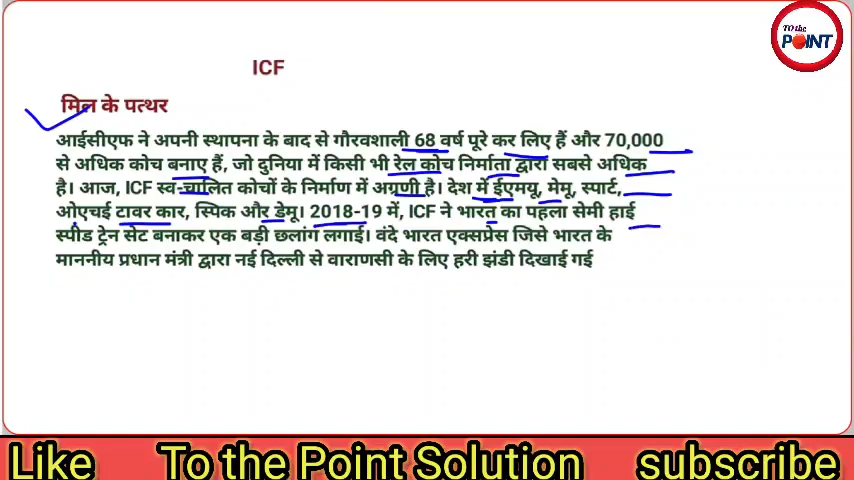 TO the
POINT
ICF
मिल के पत्थर
आईसीएफ ने अपनी स्थापना के बाद से गौरवशाली 68 वर्ष पूरे कर लिए हैं और 70,000
से अधिक कोच बनाए हैं, जो दुनिया में किसी भी रेल कोच निर्माता द्वारा सबसे अधिक
है। आज, ICF स्व-चालित कोचों के निर्माण में अग्रणी है। देश में ईएमयू, मेमू, स्पार्ट,
ओएचई टावर कार, स्पिक और डेमू। 2018-19 में, ICF ने भारत का पहला सेमी हाई
स्पीड ट्रेन सेट बनाकर एक बड़ी छलांग लगाई। वंदे भारत एक्सप्रेस जिसे भारत के
माननीय प्रधान मंत्री द्वारा नई दिल्ली से वाराणसी के लिए हरी झंडी दिखाई गई
Like To the Point Solution subscribe